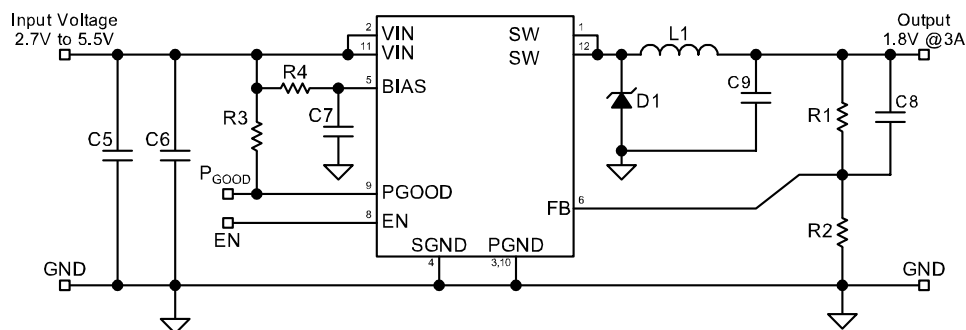 Input Voltage
2.7V to 5.5V
Output
1.8V @3A
2
VIN
11
VIN
SW
1
SW
12
L1
R4
5
BIAS
C9
D1
R1
C8
R3
C7
C5
C6
PGOOD
9
PGOOD
8
EN
EN
FB
6
R2
SGND
PGND
4
3,10
GND
GND